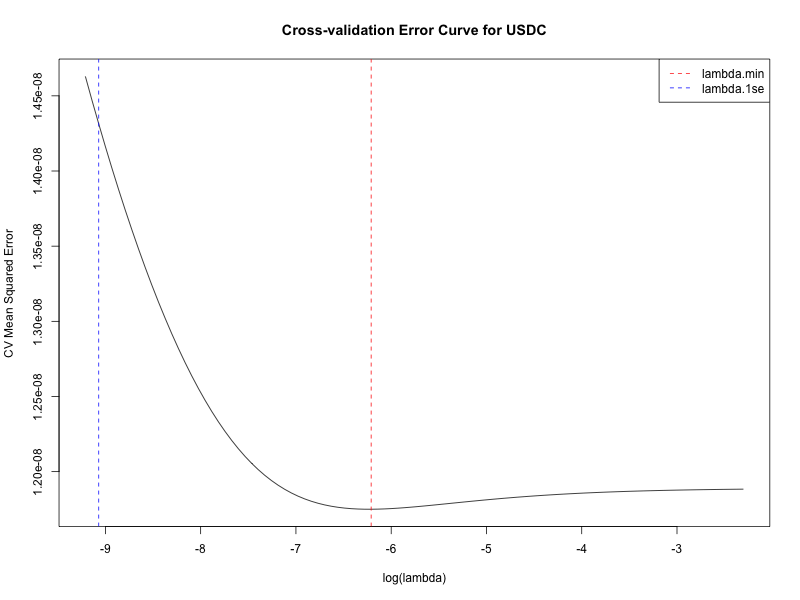 Cross-validation Error Curve for USDC
lambda.min
lambda.1se
CV Mean Squared Error
1.45e-08
1.40e-08
1.35e-08
1.30e-08
1.25e-08
1.20e-08
-9 -8 -7 -6 -5 -4 -3
log(lambda)